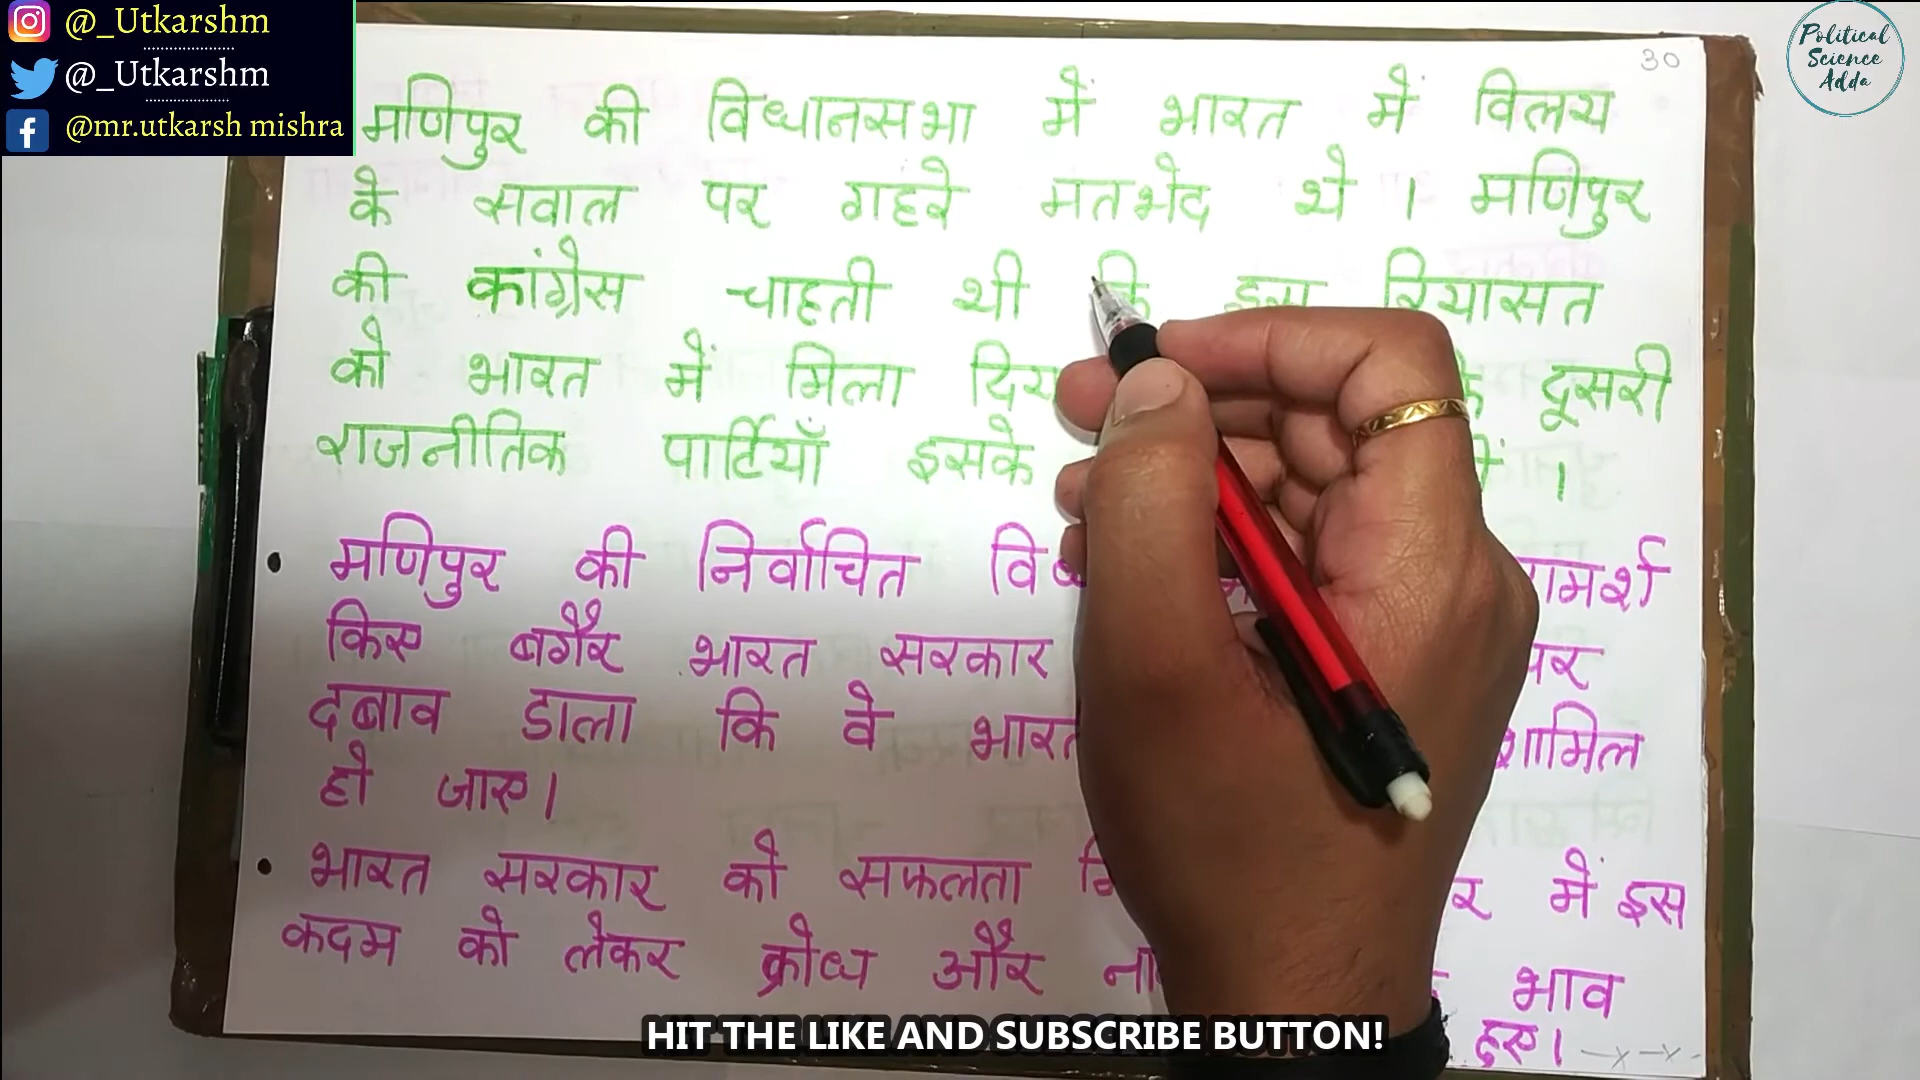 @_Utkarshm
@_Utkarshm
@mr.utkarsh mishra
Political
Science
Adda
30
मणिपुर की विधानसभा में भारत में विलय
के सवाल पर गहरे मतभेद थे ।  मणिपुर
की कांग्रेस चाहती थी कि इस रियासत
को भारत में मिला दूसरी
राजनीतिक पार्टियाँ इसके ।
• मणिपुर की निर्वाचित
किए बगैर भारत सरकार पर
दबाव डाला कि वे शामिल
हो जाए।
• भारत सरकार को सफलता में इस
कदम को लेकर क्रोध और भाव
हुए। —x—x-
HIT THE LIKE AND SUBSCRIBE BUTTON!